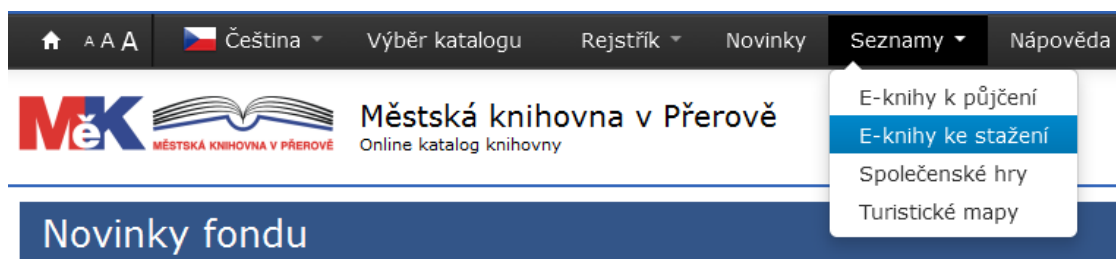 A A A Čeština Výběr katalogu Rejstřík Novinky Seznamy Nápověda
E-knihy k půjčení
E-knihy ke stažení
Společenské hry
Turistické mapy
MěK
MĚSTSKÁ KNIHOVNA V PŘEROVĚ
Městská knihovna v Přerově
Online katalog knihovny
Novinky fondu